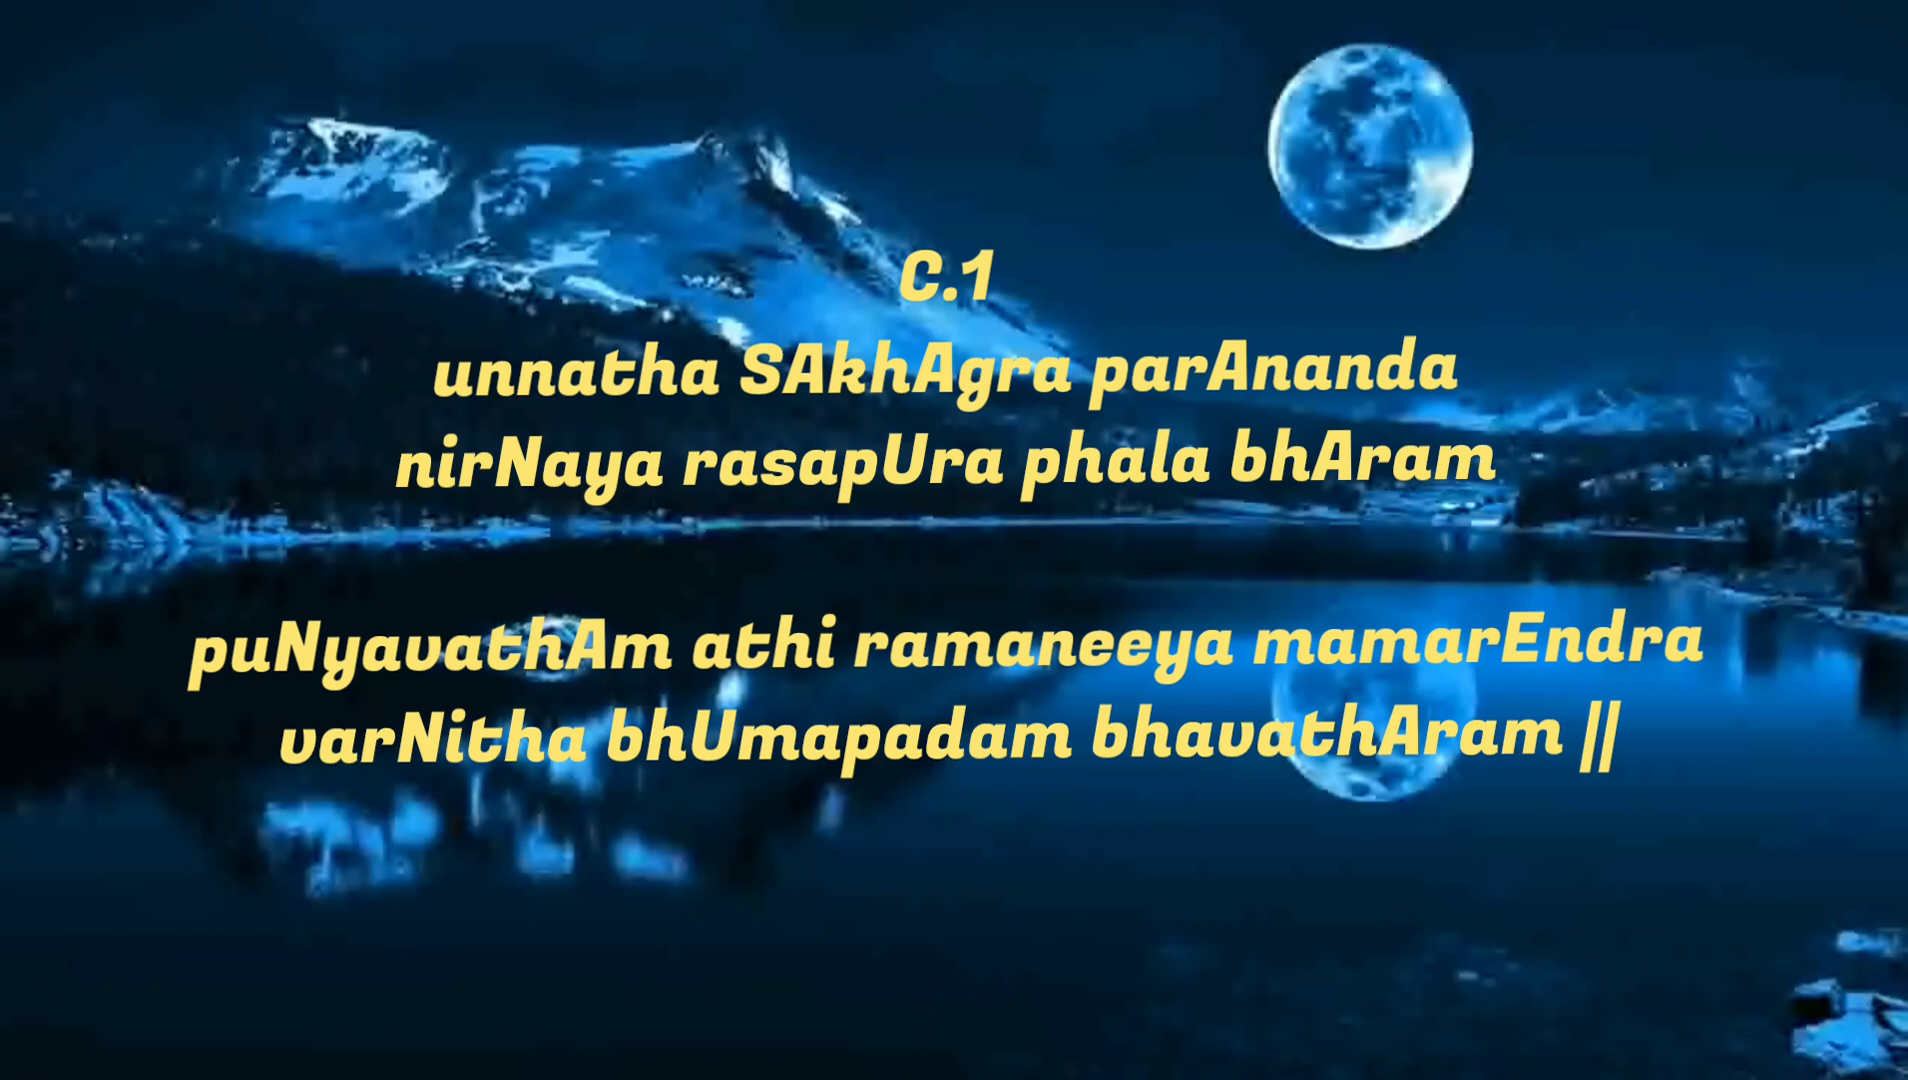 C.1
unnatha SAkhAgra parAnanda
nirNaya rasapUra phala bhAram
puNyavathAm athi ramaneeya mamarEndra
varNitha bhUmapadam bhavathAram ||